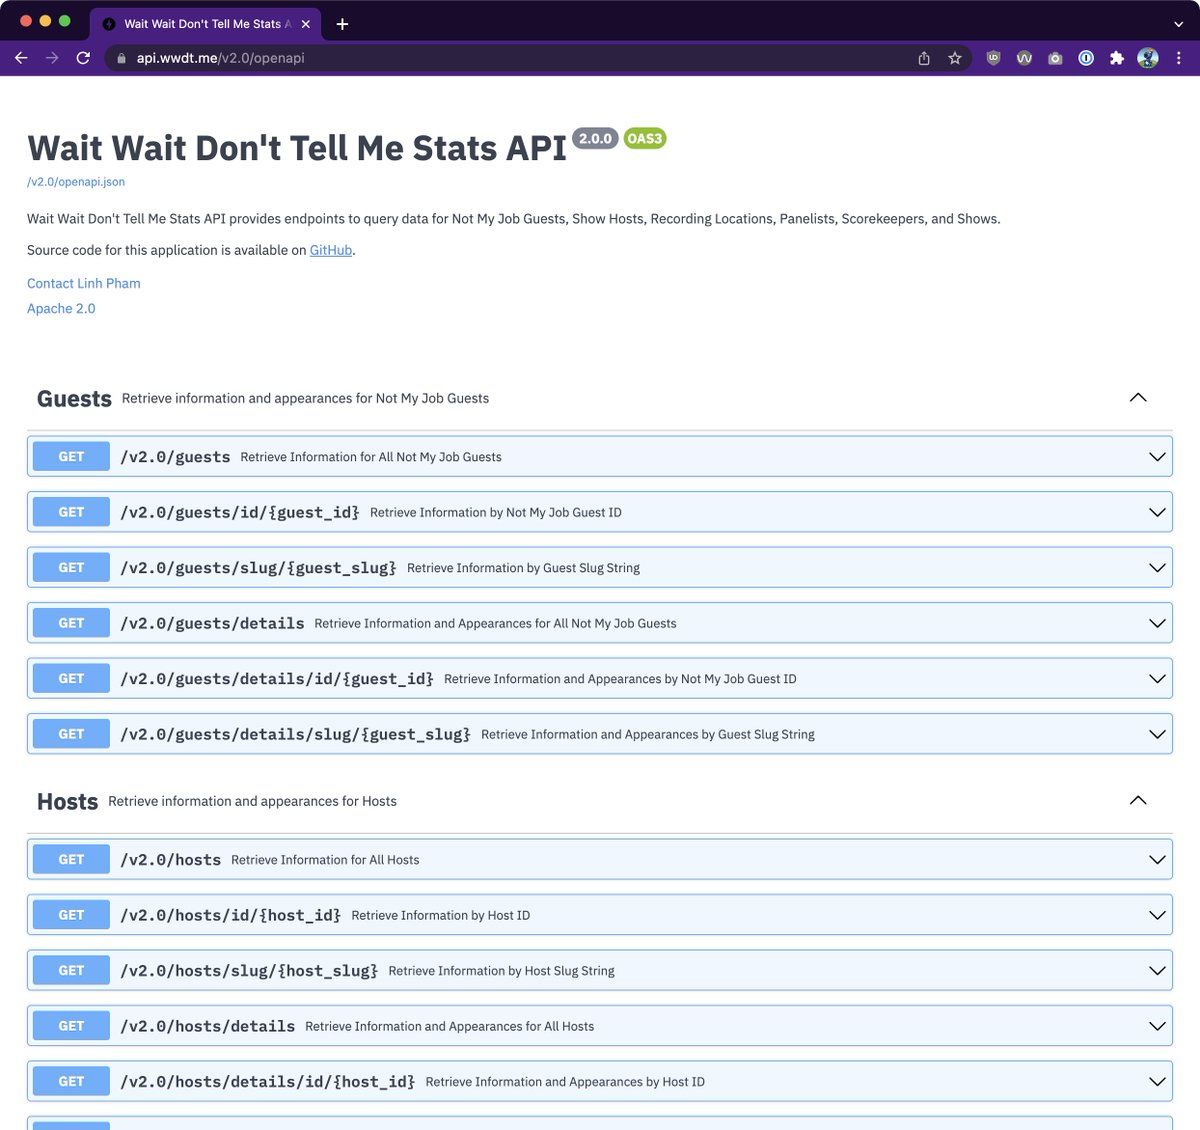 Wait Wait Don't Tell Me Stats A
api.wwdt.me/v2.0/openapi
Wait Wait Don't Tell Me Stats API 2.0.0 OAS3
/v2.0/openapi.json
Wait Wait Don't Tell Me Stats API provides endpoints to query data for Not My Job Guests, Show Hosts, Recording Locations, Panelists, Scorekeepers, and Shows.
Source code for this application is available on GitHub.
Contact Linh Pham
Apache 2.0
Guests Retrieve information and appearances for Not My Job Guests
GET /v2.0/guests Retrieve Information for All Not My Job Guests
GET /v2.0/guests/id/{guest_id} Retrieve Information by Not My Job Guest ID
GET /v2.0/guests/slug/{guest_slug} Retrieve Information by Guest Slug String
GET /v2.0/guests/details Retrieve Information and Appearances for All Not My Job Guests
GET /v2.0/guests/details/id/{guest_id} Retrieve Information and Appearances by Not My Job Guest ID
GET /v2.0/guests/details/slug/{guest_slug} Retrieve Information and Appearances by Guest Slug String
Hosts Retrieve information and appearances for Hosts
GET /v2.0/hosts Retrieve Information for All Hosts
GET /v2.0/hosts/id/{host_id} Retrieve Information by Host ID
GET /v2.0/hosts/slug/{host_slug} Retrieve Information by Host Slug String
GET /v2.0/hosts/details Retrieve Information and Appearances for All Hosts
GET /v2.0/hosts/details/id/{host_id} Retrieve Information and Appearances by Host ID